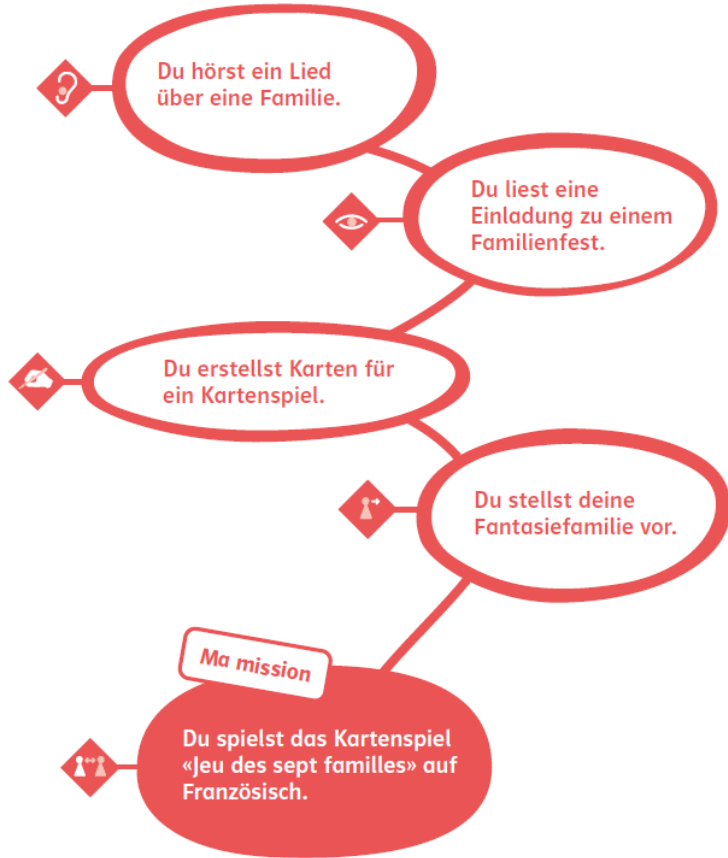 Du hörst ein Lied
über eine Familie.
Du liest eine
Einladung zu einem
Familienfest.
Du erstellst Karten für
ein Kartenspiel.
Du stellst deine
Fantasiefamilie vor.
Ma mission
Du spielst das Kartenspiel
«Jeu des sept familles» auf
Französisch.